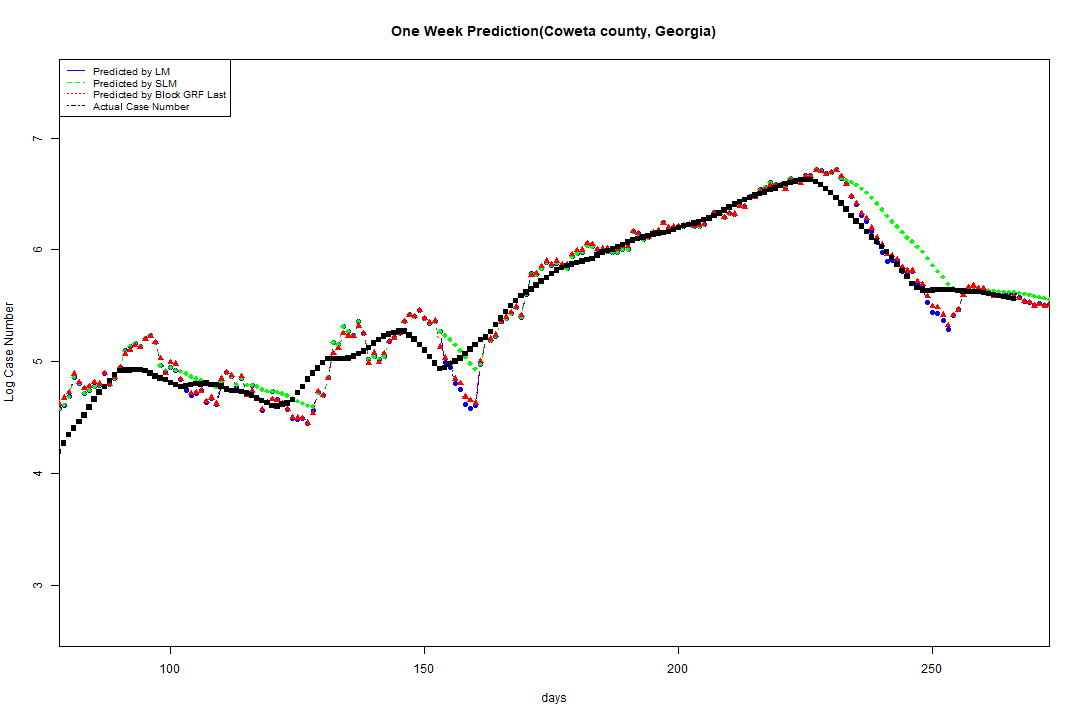 One Week Prediction(Coweta county, Georgia)
Predicted by LM
Predicted by SLM
Predicted by Block GRF Last
Actual Case Number
7
6
5
4
3
Log Case Number
100 150 200 250
days